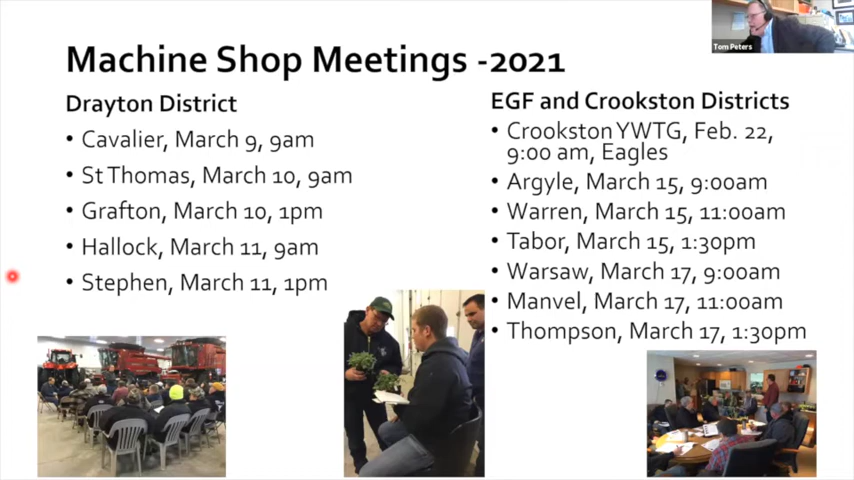 Machine Shop Meetings -2021
Tom Peters
Drayton District
• Cavalier, March 9, 9am
• St Thomas, March 10, 9am
• Grafton, March 10, 1pm
• Hallock, March 11, 9am
• Stephen, March 11, 1pm
EGF and Crookston Districts
• Crookston YWTG, Feb. 22,
9:00 am, Eagles
• Argyle, March 15, 9:00am
• Warren, March 15, 11:00am
• Tabor, March 15, 1:30pm
• Warsaw, March 17, 9:00am
• Manvel, March 17, 11:00am
• Thompson, March 17, 1:30pm